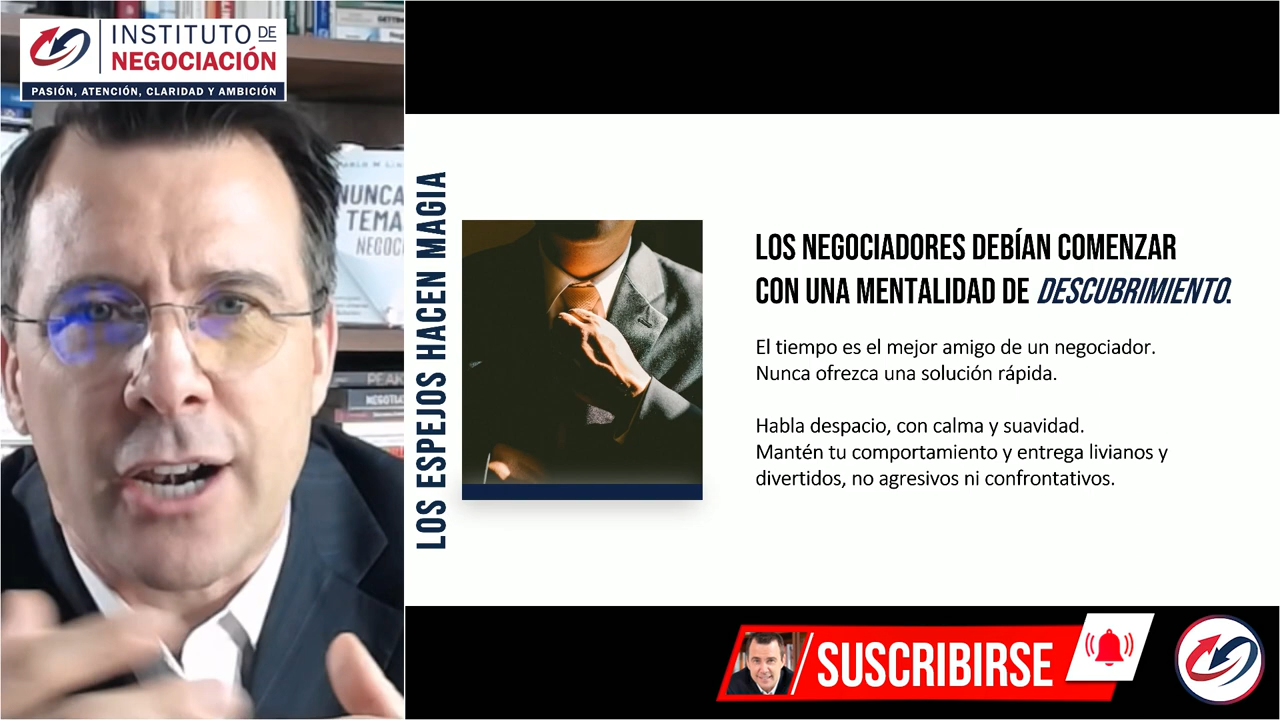 INSTITUTO DE
NEGOCIACIÓN
PASIÓN, ATENCIÓN, CLARIDAD Y AMBICIÓN
NUNCA
TEMA
NEGOC
NEGOTIA
LOS ESPEJOS HACEN MAGIA
LOS NEGOCIADORES DEBÍAN COMENZAR
CON UNA MENTALIDAD DE DESCUBRIMIENTO.
El tiempo es el mejor amigo de un negociador.
Nunca ofrezca una solución rápida.
Habla despacio, con calma y suavidad.
Mantén tu comportamiento y entrega livianos y
divertidos, no agresivos ni confrontativos.
SUSCRIBIRSE